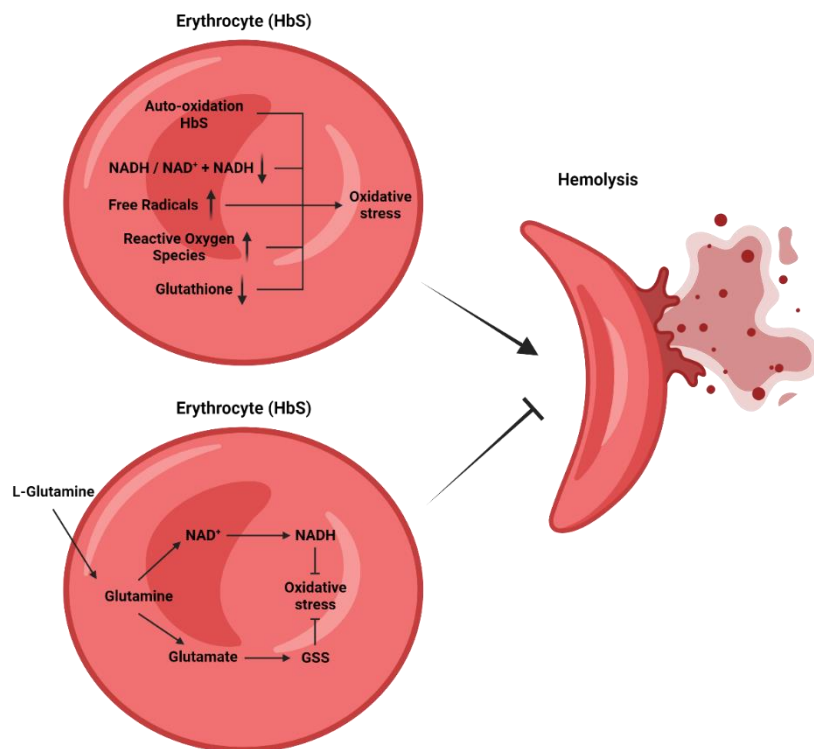 Erythrocyte (HbS)
Auto-oxidation
HbS
NADH / NAD⁺ + NADH
Free Radicals
Oxidative
stress
Reactive Oxygen
Species
Glutathione
Hemolysis
Erythrocyte (HbS)
L-Glutamine
NAD⁺
NADH
Glutamine
Oxidative
stress
Glutamate
GSS